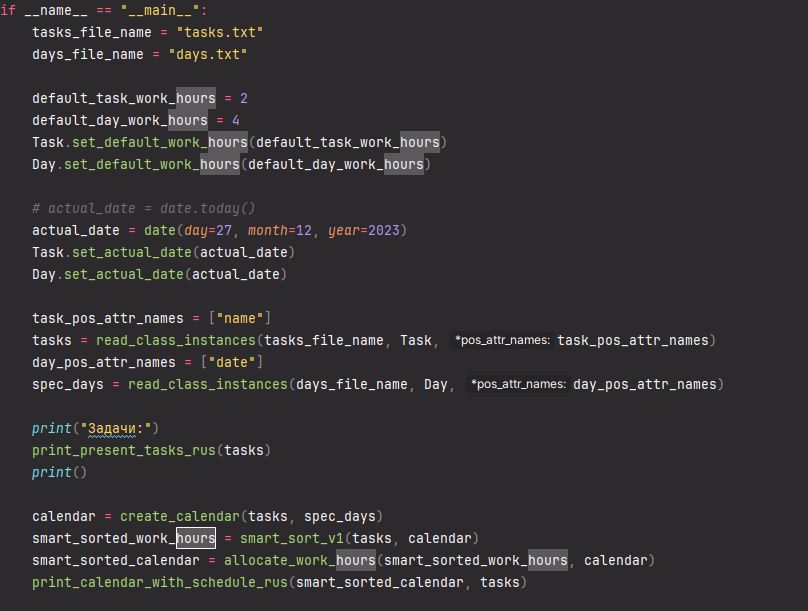 if __name__ == "__main__":
    tasks_file_name = "tasks.txt"
    days_file_name = "days.txt"

    default_task_work_hours = 2
    default_day_work_hours = 4
    Task.set_default_work_hours(default_task_work_hours)
    Day.set_default_work_hours(default_day_work_hours)

    # actual_date = date.today()
    actual_date = date(day=27, month=12, year=2023)
    Task.set_actual_date(actual_date)
    Day.set_actual_date(actual_date)

    task_pos_attr_names = ["name"]
    tasks = read_class_instances(tasks_file_name, Task, *pos_attr_names: task_pos_attr_names)
    day_pos_attr_names = ["date"]
    spec_days = read_class_instances(days_file_name, Day, *pos_attr_names: day_pos_attr_names)

    print("Задачи:")
    print_present_tasks_rus(tasks)
    print()

    calendar = create_calendar(tasks, spec_days)
    smart_sorted_work_hours = smart_sort_v1(tasks, calendar)
    smart_sorted_calendar = allocate_work_hours(smart_sorted_work_hours, calendar)
    print_calendar_with_schedule_rus(smart_sorted_calendar, tasks)